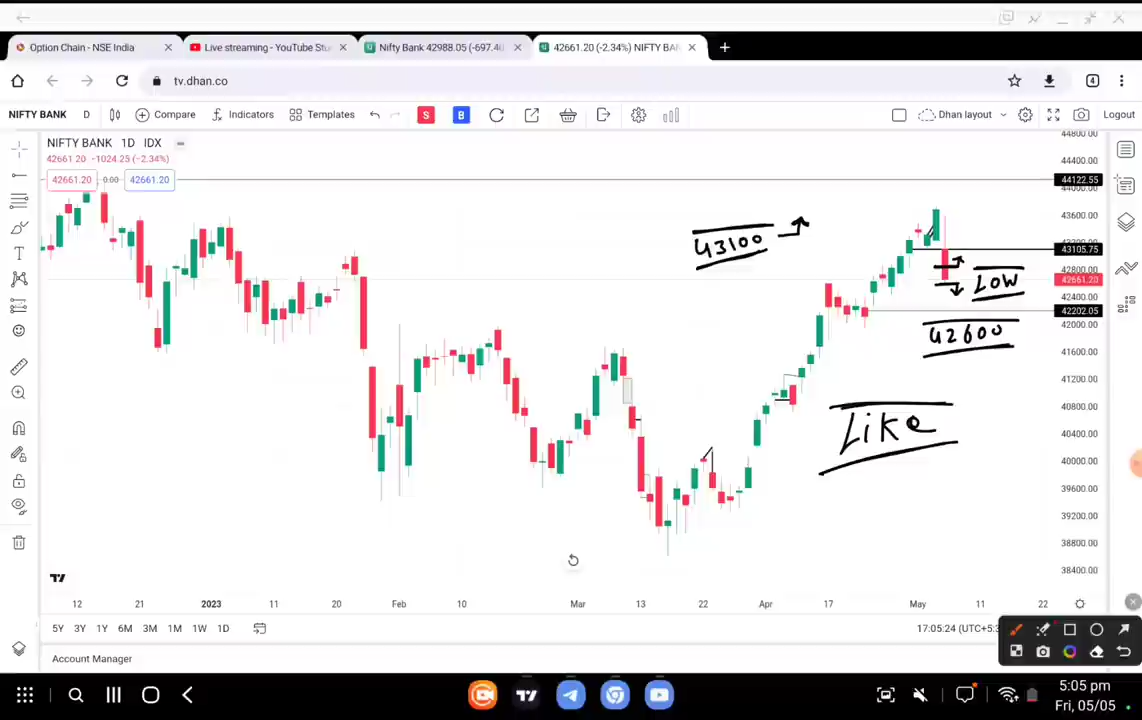 Option Chain - NSE India
Live streaming - YouTube Stu
Nifty Bank 42988.05 (-697.40
42661.20 (-2.34%) NIFTY BAN
tv.dhan.co
4
NIFTY BANK D Compare Indicators Templates S B Dhan layout Logout
NIFTY BANK 1D IDX
42661.20 -1024.25 (-2.34%)
42661.20 0.00 42661.20
44800.00
44400.00
44122.55
44000.00
43600.00
43105.75
42800.00
42661.20
42400.00
42202.05
42000.00
41600.00
41200.00
40800.00
40400.00
40000.00
39600.00
39200.00
38800.00
38400.00
43100
LOW
42600
Like
12 21 2023 11 20 Feb 10 Mar 13 22 Apr 17 May 11 22
5Y 3Y 1Y 6M 3M 1M 1W 1D
17:05:24 (UTC+5:3
Account Manager
5:05 pm
Fri, 05/05